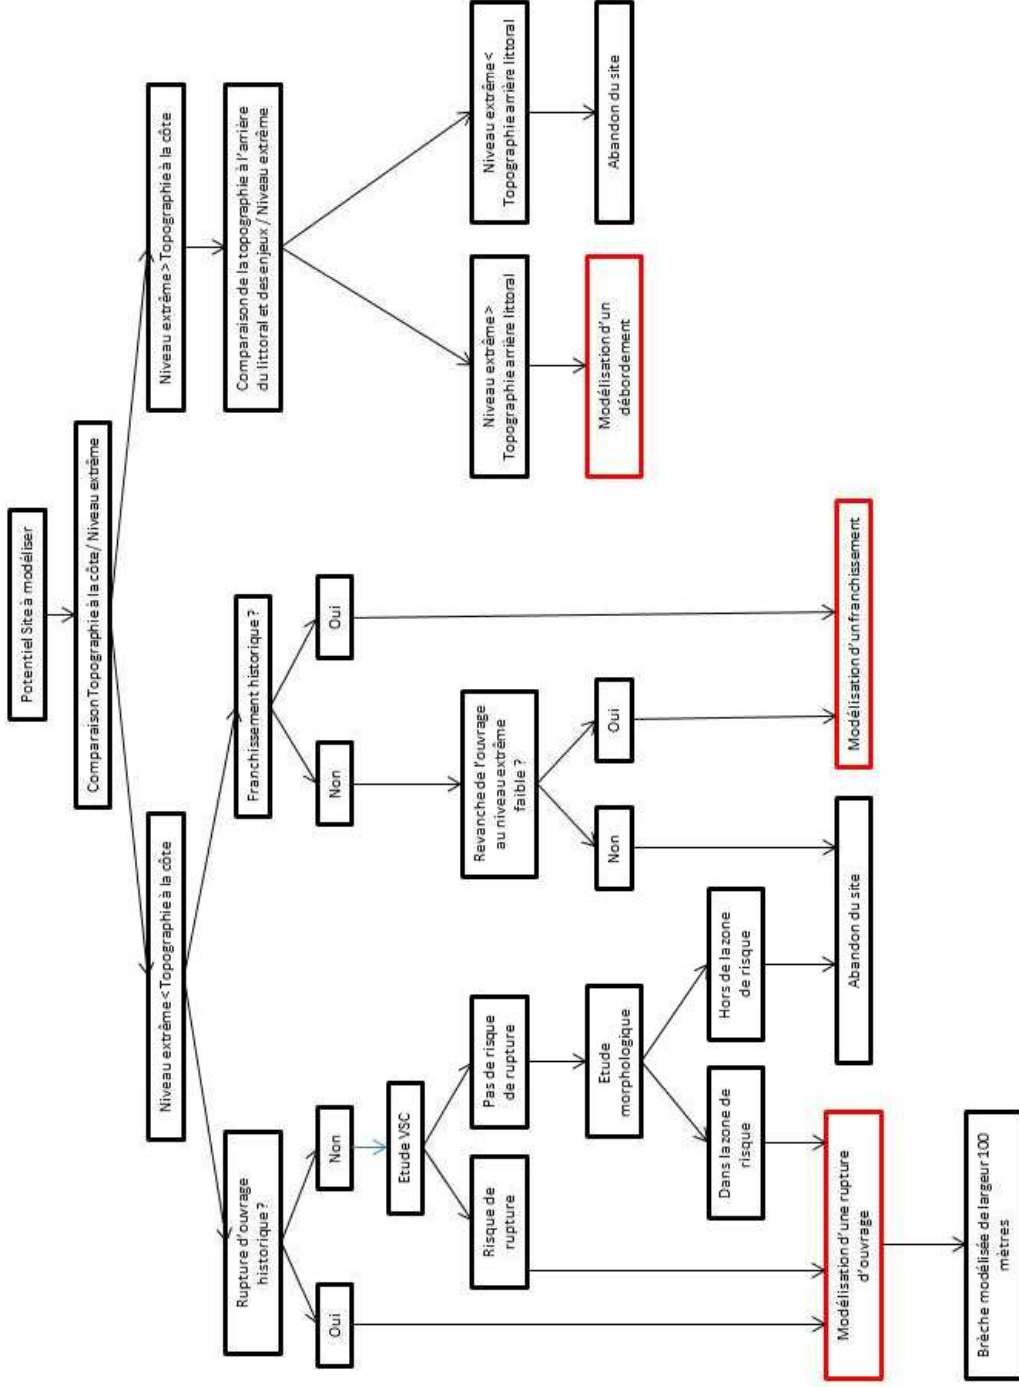 Potentiel Site à modéliser
Comparaison Topographie à la côte/ Niveau extrême
Niveau extrême < Topographie à la côte
Niveau extrême > Topographie à la côte
Rupture d'ouvrage
historique ?
Franchissement historique ?
Comparaison de la topographie à l'arrière
du littoral et des enjeux / Niveau extrême
Oui
Non
Non
Oui
Etude VSC
Risque de
rupture
Pas de risque
de rupture
Revanche de l'ouvrage
au niveau extrême
faible ?
Niveau extrême >
Topographie arrière littoral
Niveau extrême <
Topographie arrière littoral
Etude
morphologique
Non
Oui
Modélisation d'un
débordement
Abandon du site
Dans la zone de
risque
Hors de la zone
de risque
Modélisation d'une rupture
d'ouvrage
Abandon du site
Modélisation d'un franchissement
Brèche modélisée de largeur 100
mètres